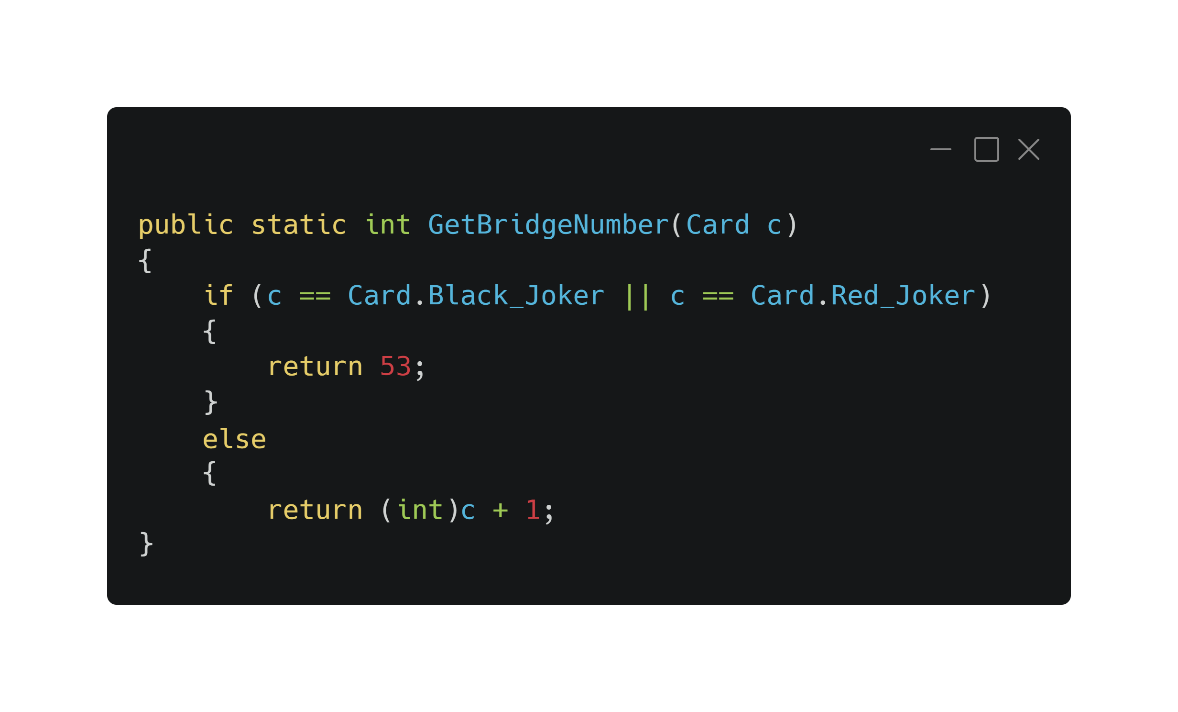 public static int GetBridgeNumber(Card c)
{
    if (c == Card.Black_Joker || c == Card.Red_Joker)
    {
        return 53;
    }
    else
    {
        return (int)c + 1;
}